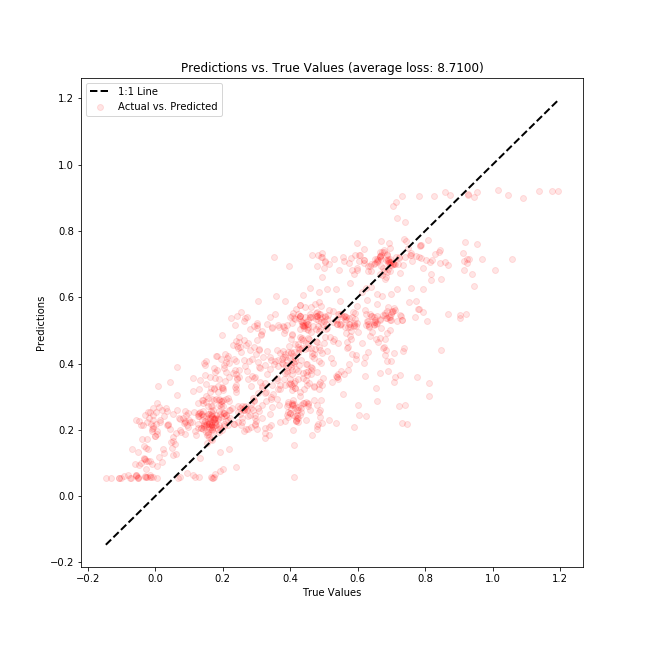 Predictions vs. True Values (average loss: 8.7100)
1:1 Line
Actual vs. Predicted
1.2
1.0
0.8
0.6
0.4
0.2
0.0
−0.2
Predictions
−0.2 0.0 0.2 0.4 0.6 0.8 1.0 1.2
True Values